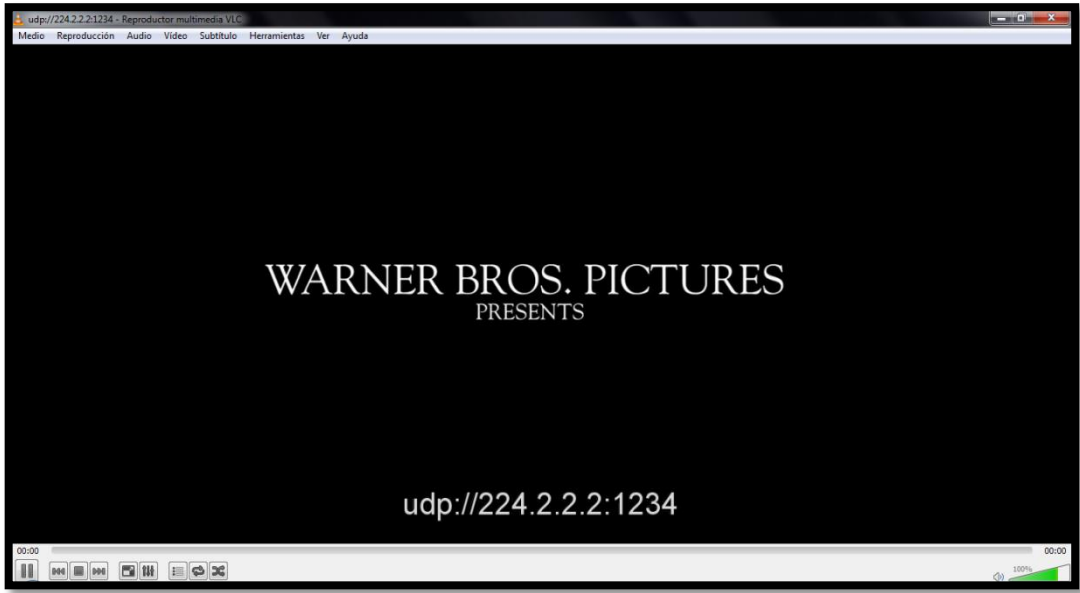 udp://224.2.2.2:1234 - Reproductor multimedia VLC
Medio Reproducción Audio Vídeo Subtítulo Herramientas Ver Ayuda
WARNER BROS. PICTURES
PRESENTS
udp://224.2.2.2:1234
00:00 00:00
100%